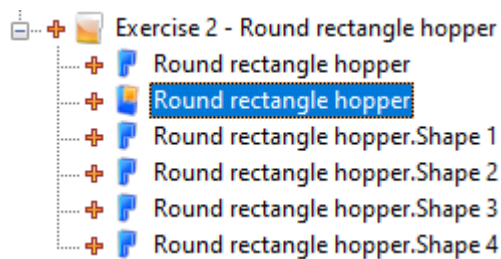 Exercise 2 - Round rectangle hopper
Round rectangle hopper
Round rectangle hopper
Round rectangle hopper.Shape 1
Round rectangle hopper.Shape 2
Round rectangle hopper.Shape 3
Round rectangle hopper.Shape 4